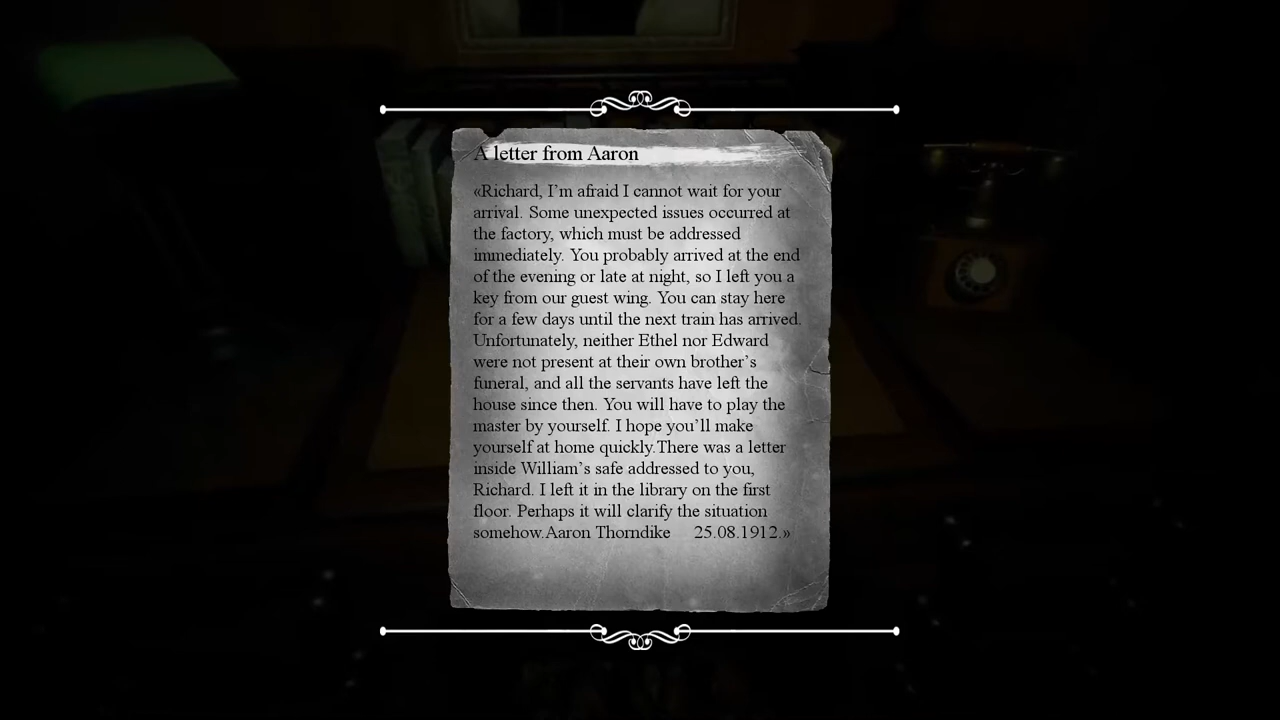 A letter from Aaron
«Richard, I'm afraid I cannot wait for your
arrival. Some unexpected issues occurred at
the factory, which must be addressed
immediately. You probably arrived at the end
of the evening or late at night, so I left you a
key from our guest wing. You can stay here
for a few days until the next train has arrived.
Unfortunately, neither Ethel nor Edward
were not present at their own brother's
funeral, and all the servants have left the
house since then. You will have to play the
master by yourself. I hope you'll make
yourself at home quickly.There was a letter
inside William's safe addressed to you,
Richard. I left it in the library on the first
floor. Perhaps it will clarify the situation
somehow.Aaron Thorndike 25.08.1912.»